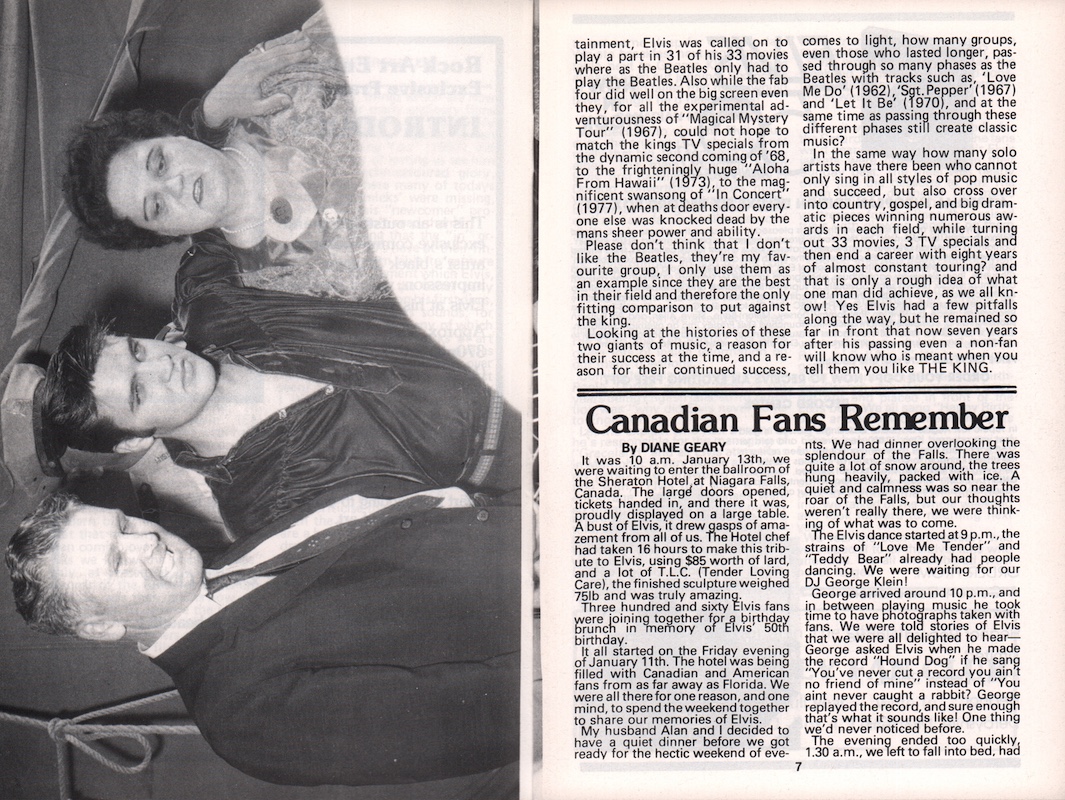 tainment, Elvis was called on to
play a part in 31 of his 33 movies
where as the Beatles only had to
play the Beatles. Also while the fab
four did well on the big screen even
they, for all the experimental ad-
venturousness of "Magical Mystery
Tour" (1967), could not hope to
match the kings TV specials from
the dynamic second coming of '68,
to the frighteningly huge "Aloha
From Hawaii" (1973), to the mag-
nificent swansong of "In Concert"
(1977), when at deaths door every-
one else was knocked dead by the
mans sheer power and ability.
Please don't think that I don't
like the Beatles, they're my fav-
ourite group, I only use them as
an example since they are the best
in their field and therefore the only
fitting comparison to put against
the king.
Looking at the histories of these
two giants of music, a reason for
their success at the time, and a re-
ason for their continued success,
comes to light, how many groups,
even those who lasted longer, pas-
sed through so many phases as the
Beatles with tracks such as, 'Love
Me Do' (1962), 'Sgt. Pepper' (1967)
and 'Let It Be' (1970), and at the
same time as passing through these
different phases still create classic
music?
In the same way how many solo
artists have there been who cannot
only sing in all styles of pop music
and succeed, but also cross over
into country, gospel, and big dram-
atic pieces winning numerous aw-
ards in each field, while turning
out 33 movies, 3 TV specials and
then end a career with eight years
of almost constant touring? and
that is only a rough idea of what
one man did achieve, as we all kn-
ow! Yes Elvis had a few pitfalls
along the way, but he remained so
far in front that now seven years
after his passing even a non-fan
will know who is meant when you
tell them you like THE KING.
Canadian Fans Remember
By DIANE GEARY
It was 10 a.m. January 13th, we
were waiting to enter the ballroom of
the Sheraton Hotel at Niagara Falls,
Canada. The large doors opened,
tickets handed in, and there it was,
proudly displayed on a large table.
A bust of Elvis, it drew gasps of ama-
zement from all of us. The Hotel chef
had taken 16 hours to make this trib-
ute to Elvis, using $85 worth of lard,
and a lot of T.L.C. (Tender Loving
Care), the finished sculpture weighed
75lb and was truly amazing.
Three hundred and sixty Elvis fans
were joining together for a birthday
brunch in memory of Elvis' 50th
birthday.
It all started on the Friday evening
of January 11th. The hotel was being
filled with Canadian and American
fans from as far away as Florida. We
were all there for one reason, and one
mind, to spend the weekend together
to share our memories of Elvis.
My husband Alan and I decided to
have a quiet dinner before we got
ready for the hectic weekend of eve-
nts. We had dinner overlooking the
splendour of the Falls. There was
quite a lot of snow around, the trees
hung heavily, packed with ice. A
quiet and calmness was so near the
roar of the Falls, but our thoughts
weren't really there, we were think-
ing of what was to come.
The Elvis dance started at 9 p.m., the
strains of "Love Me Tender" and
"Teddy Bear" already had people
dancing. We were waiting for our
DJ George Klein!
George arrived around 10 p.m., and
in between playing music he took
time to have photographs taken with
fans. We were told stories of Elvis
that we were all delighted to hear—
George asked Elvis when he made
the record "Hound Dog" if he sang
"You've never cut a record you ain't
no friend of mine" instead of "You
aint never caught a rabbit? George
replayed the record, and sure enough
that's what it sounds like! One thing
we'd never noticed before.
The evening ended too quickly,
1.30 a.m., we left to fall into bed, had
7